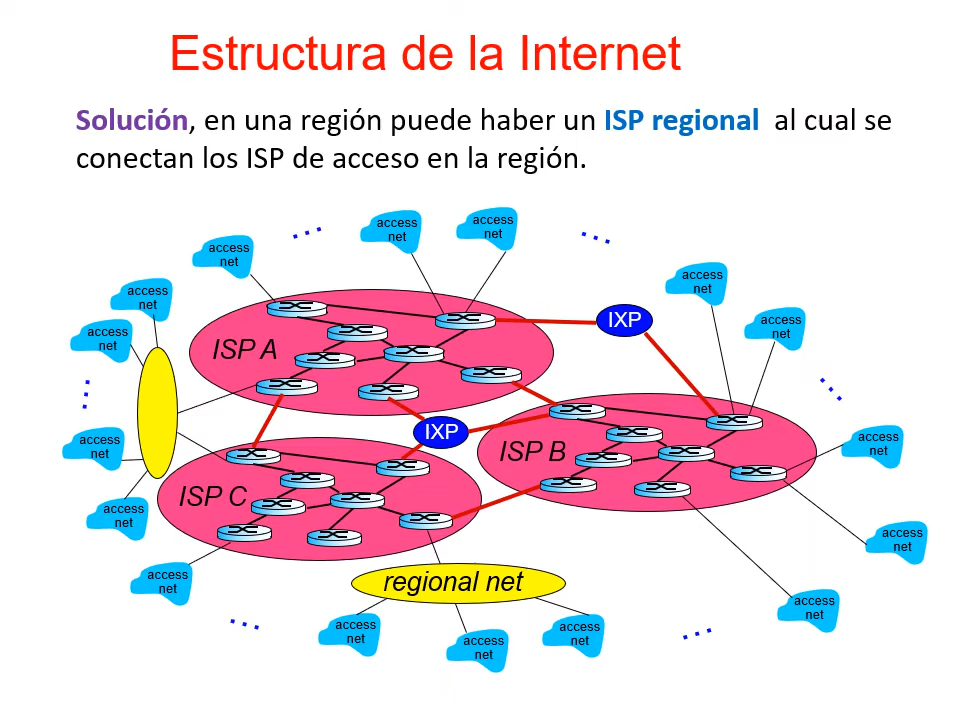 Estructura de la Internet
Solución, en una región puede haber un ISP regional al cual se
conectan los ISP de acceso en la región.
access
net
access
net
access
net
access
net
access
net
access
net
access
net
IXP
ISP A
IXP
ISP B
ISP C
access
net
access
net
access
net
access
net
access
net
regional net
access
net
access
net
access
net
access
net